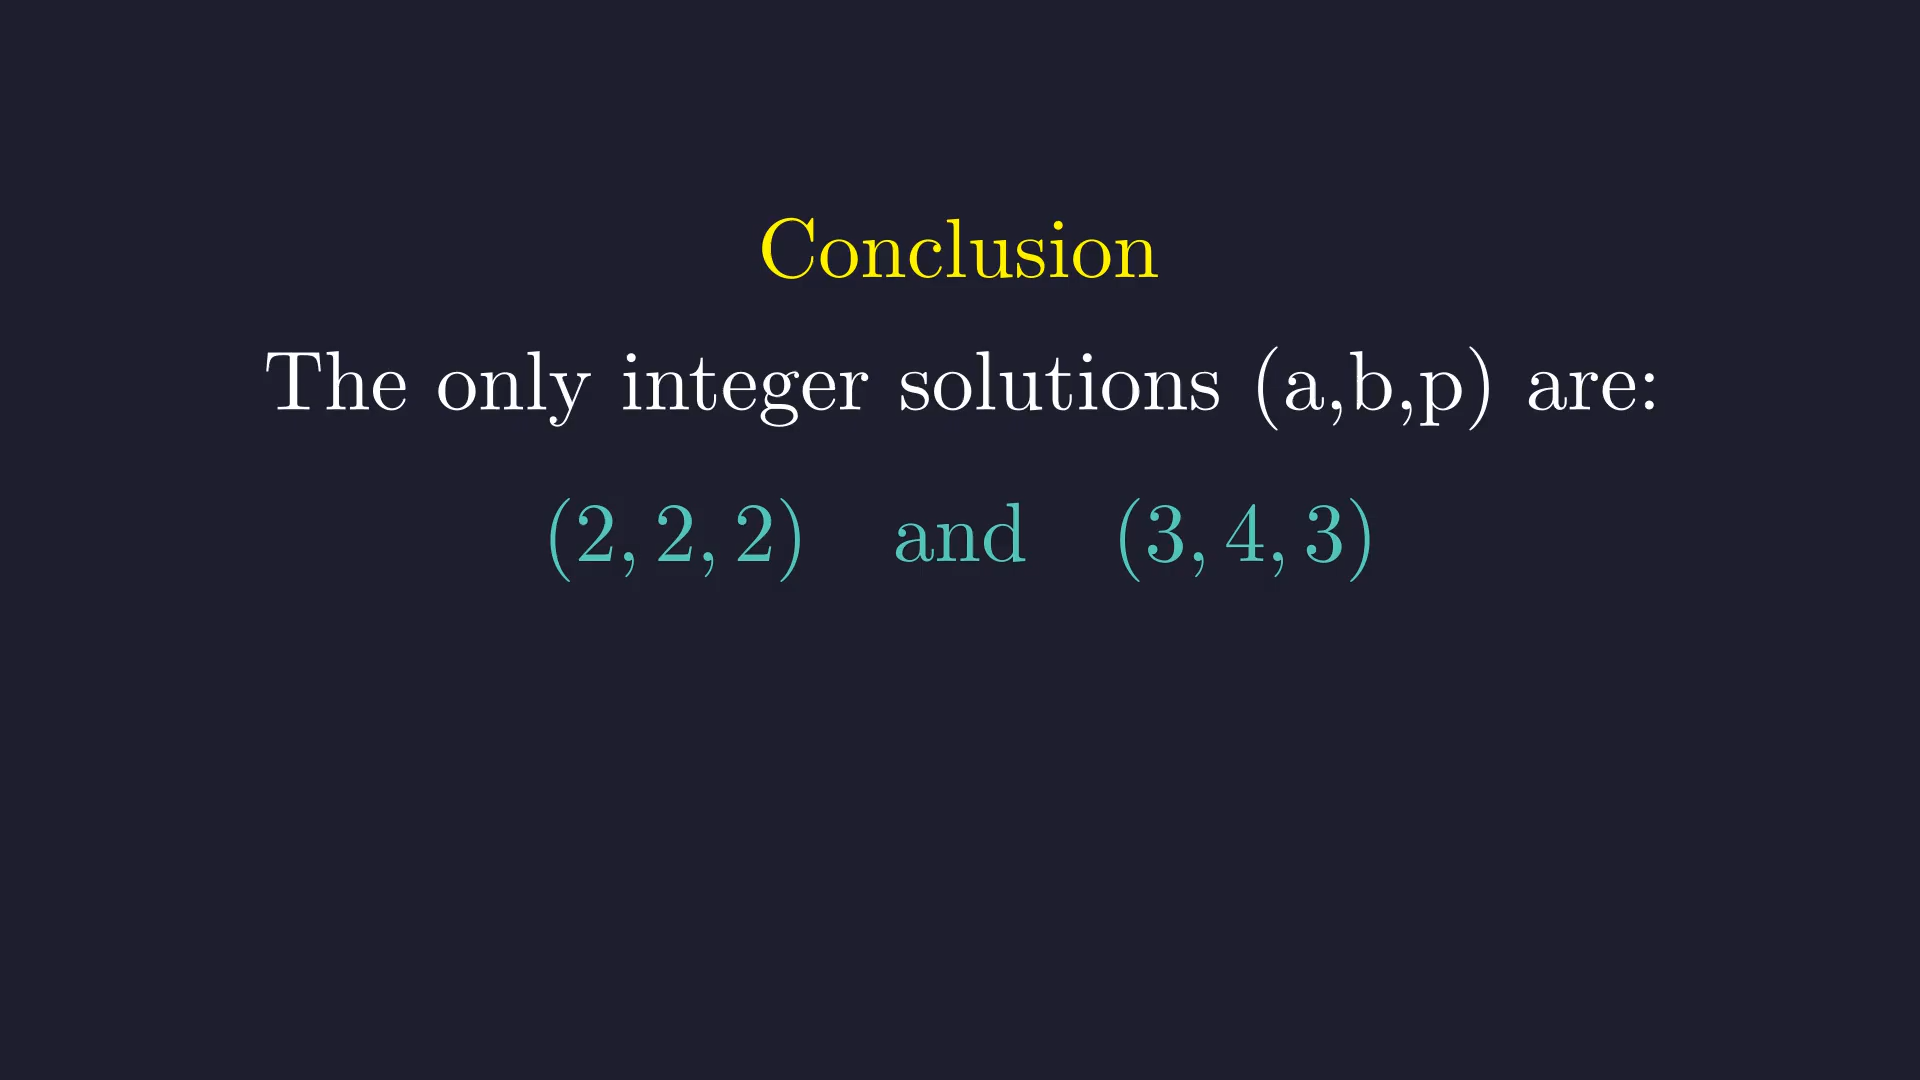 Conclusion
The only integer solutions (a,b,p) are:
(2, 2, 2) and (3, 4, 3)